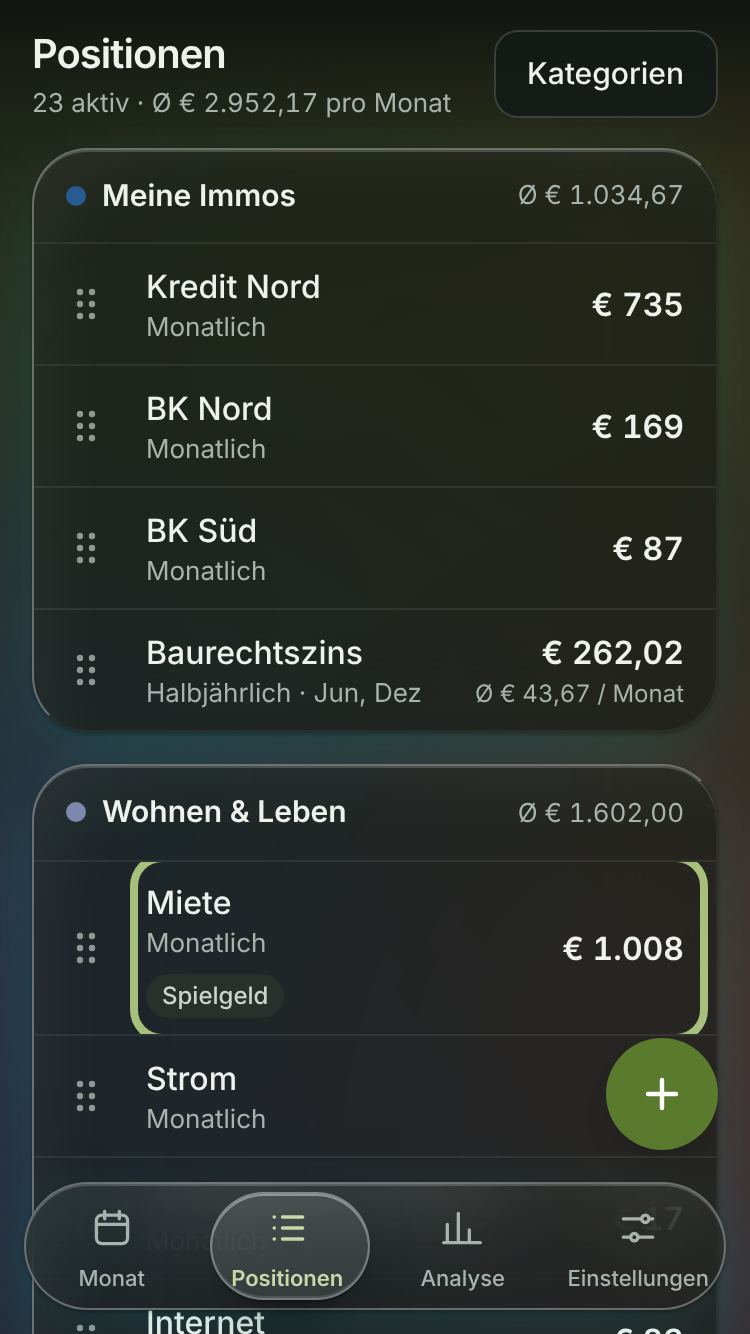 Positionen
Kategorien
23 aktiv · Ø € 2.952,17 pro Monat
Meine Immos
Ø € 1.034,67
Kredit Nord
Monatlich
€ 735
BK Nord
Monatlich
€ 169
BK Süd
Monatlich
€ 87
Baurechtszins
€ 262,02
Halbjährlich · Jun, Dez
Ø € 43,67 / Monat
Wohnen & Leben
Ø € 1.602,00
Miete
Monatlich
€ 1.008
Spielgeld
Strom
Monatlich
Monatlich
Monat
Positionen
Analyse
Einstellungen
Internet